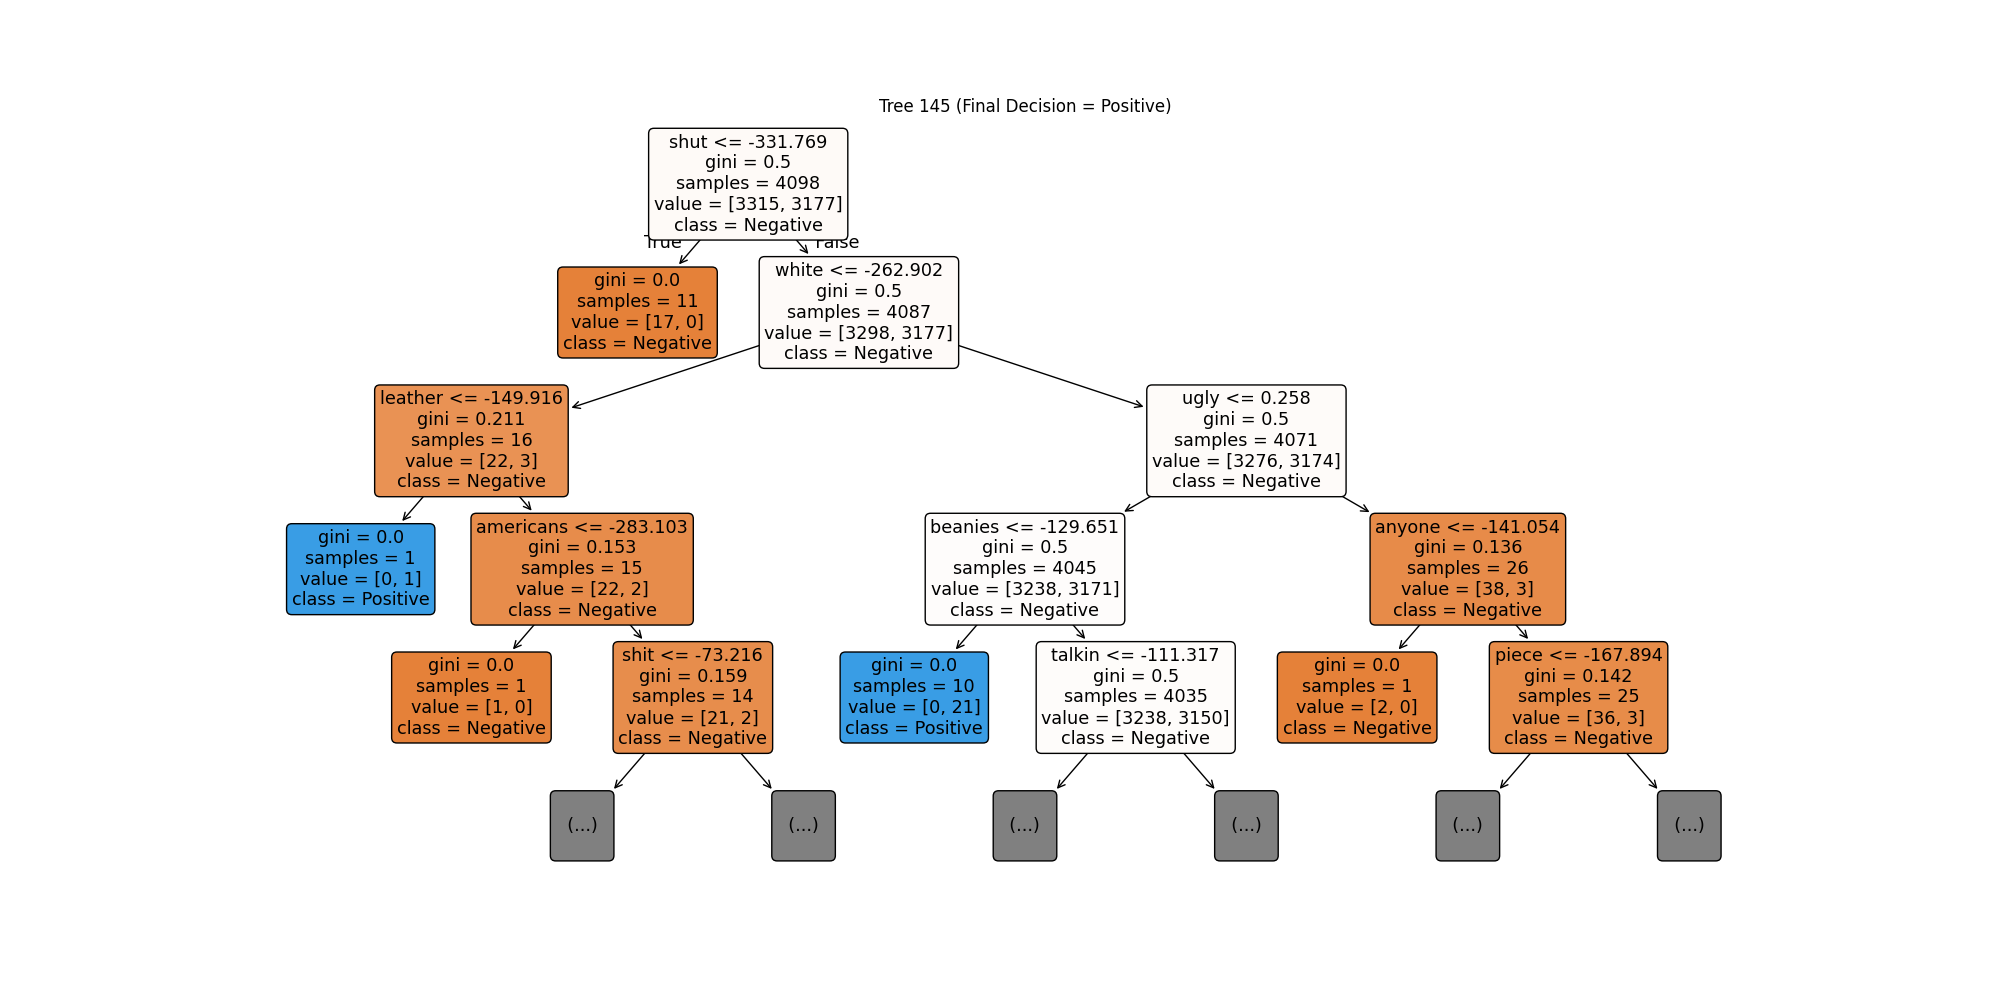 Tree 145 (Final Decision = Positive)
shut <= -331.769
gini = 0.5
samples = 4098
value = [3315, 3177]
class = Negative
True
False
gini = 0.0
samples = 11
value = [17, 0]
class = Negative
white <= -262.902
gini = 0.5
samples = 4087
value = [3298, 3177]
class = Negative
leather <= -149.916
gini = 0.211
samples = 16
value = [22, 3]
class = Negative
ugly <= 0.258
gini = 0.5
samples = 4071
value = [3276, 3174]
class = Negative
gini = 0.0
samples = 1
value = [0, 1]
class = Positive
americans <= -283.103
gini = 0.153
samples = 15
value = [22, 2]
class = Negative
beanies <= -129.651
gini = 0.5
samples = 4045
value = [3238, 3171]
class = Negative
anyone <= -141.054
gini = 0.136
samples = 26
value = [38, 3]
class = Negative
gini = 0.0
samples = 1
value = [1, 0]
class = Negative
shit <= -73.216
gini = 0.159
samples = 14
value = [21, 2]
class = Negative
gini = 0.0
samples = 10
value = [0, 21]
class = Positive
talkin <= -111.317
gini = 0.5
samples = 4035
value = [3238, 3150]
class = Negative
gini = 0.0
samples = 1
value = [2, 0]
class = Negative
piece <= -167.894
gini = 0.142
samples = 25
value = [36, 3]
class = Negative
(...)
(...)
(...)
(...)
(...)
(...)